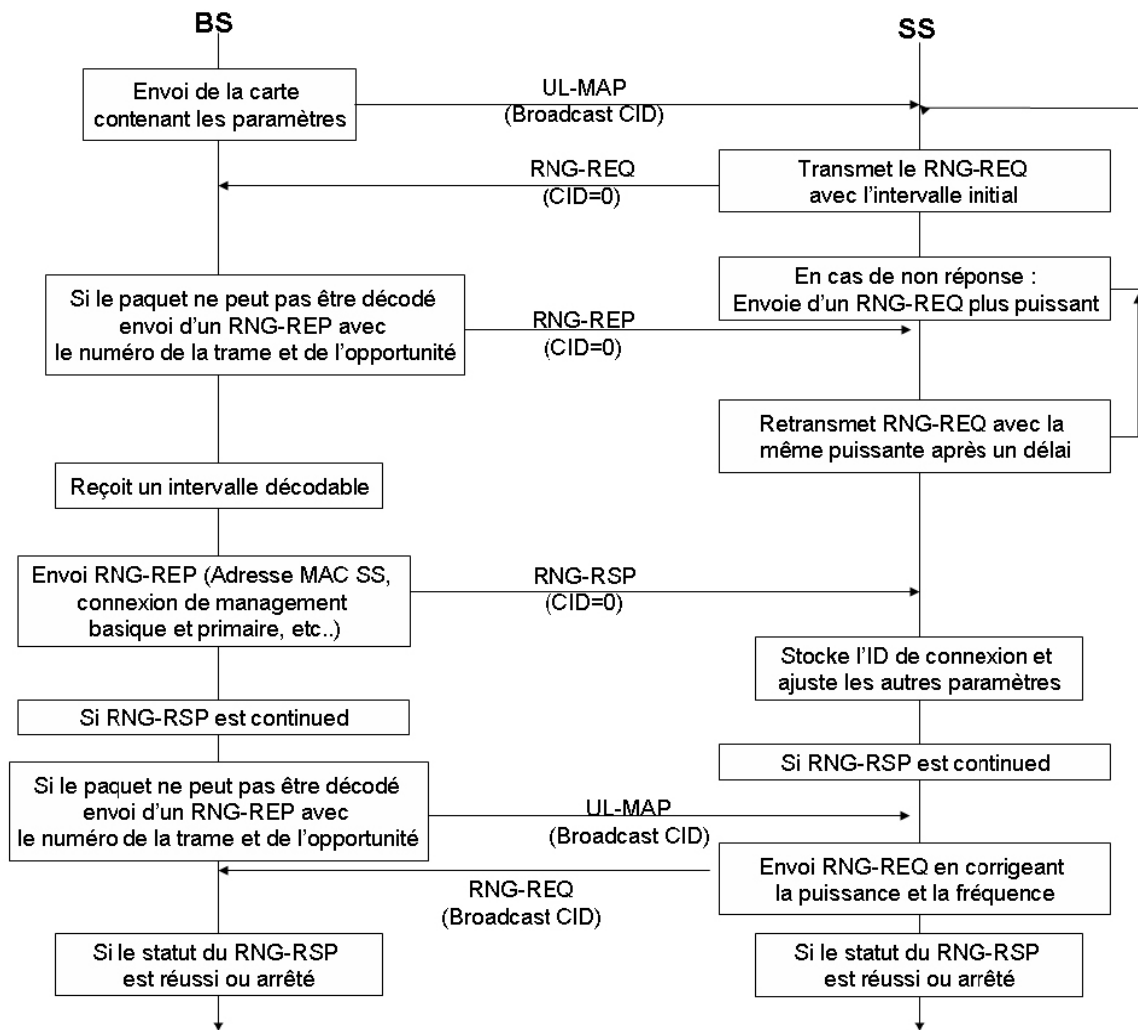 BS
SS
Envoi de la carte
contenant les paramètres
UL-MAP
(Broadcast CID)
RNG-REQ
(CID=0)
Transmet le RNG-REQ
avec l'intervalle initial
En cas de non réponse :
Envoie d'un RNG-REQ plus puissant
Si le paquet ne peut pas être décodé
envoi d'un RNG-REP avec
le numéro de la trame et de l'opportunité
RNG-REP
(CID=0)
Retransmet RNG-REQ avec la
même puissante après un délai
Reçoit un intervalle décodable
Envoi RNG-REP (Adresse MAC SS,
connexion de management
basique et primaire, etc..)
RNG-RSP
(CID=0)
Stocke l'ID de connexion et
ajuste les autres paramètres
Si RNG-RSP est continued
Si RNG-RSP est continued
Si le paquet ne peut pas être décodé
envoi d'un RNG-REP avec
le numéro de la trame et de l'opportunité
UL-MAP
(Broadcast CID)
Envoi RNG-REQ en corrigeant
la puissance et la fréquence
RNG-REQ
(Broadcast CID)
Si le statut du RNG-RSP
est réussi ou arrêté
Si le statut du RNG-RSP
est réussi ou arrêté